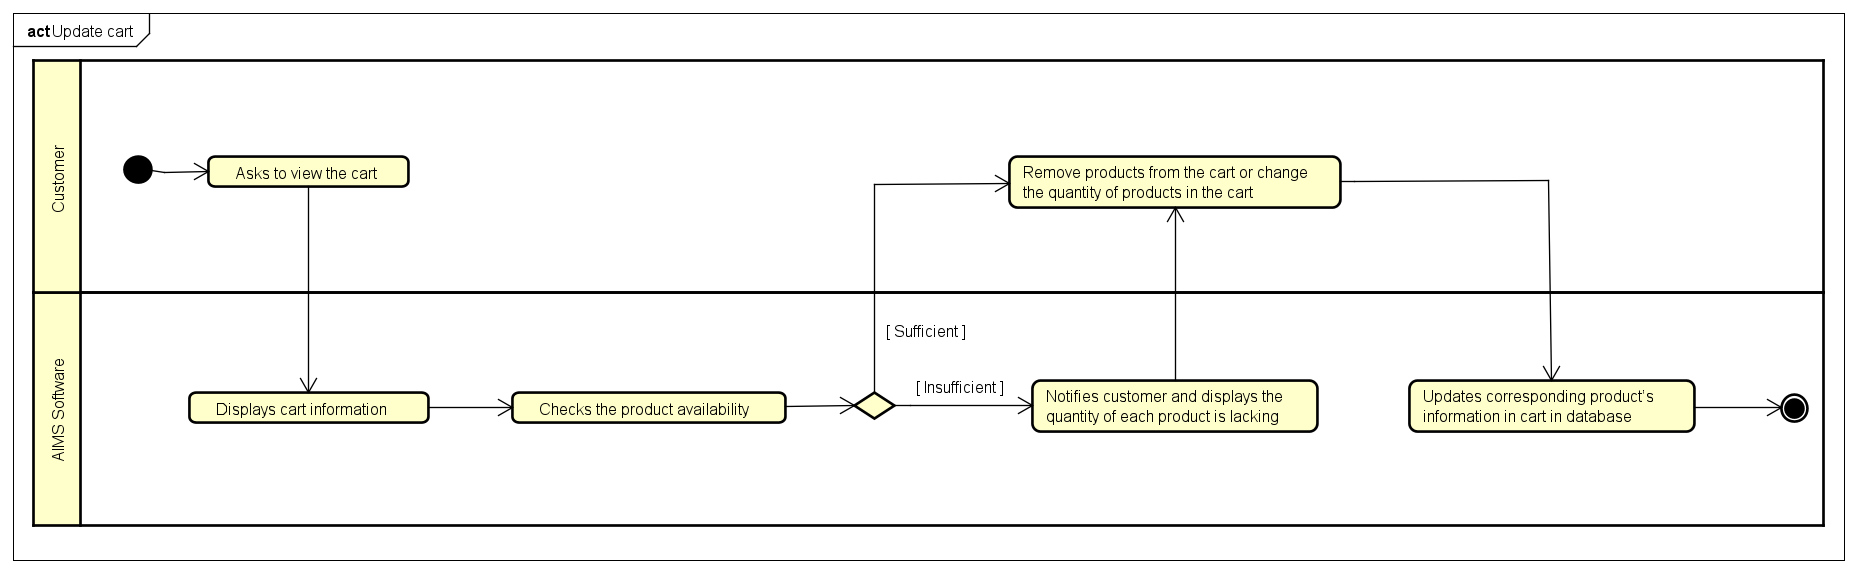 act Update cart
Customer
Asks to view the cart
Remove products from the cart or change
the quantity of products in the cart
AIMS Software
[ Sufficient ]
[ Insufficient ]
Displays cart information
Checks the product availability
Notifies customer and displays the
quantity of each product is lacking
Updates corresponding product's
information in cart in database